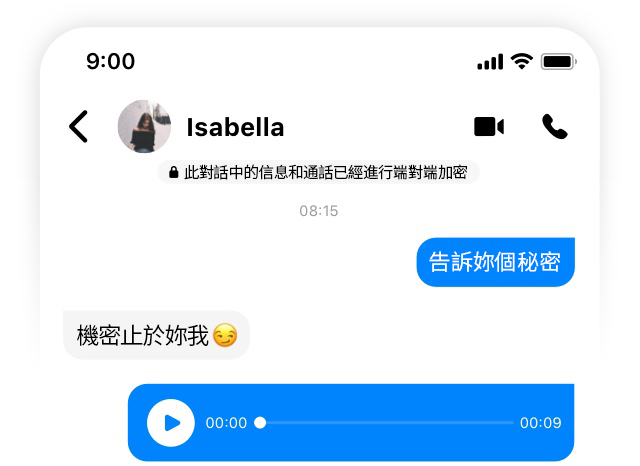 9:00
Isabella
此對話中的信息和通話已經進行端對端加密
08:15
告訴妳個秘密
機密止於妳我😏
00:00 00:09